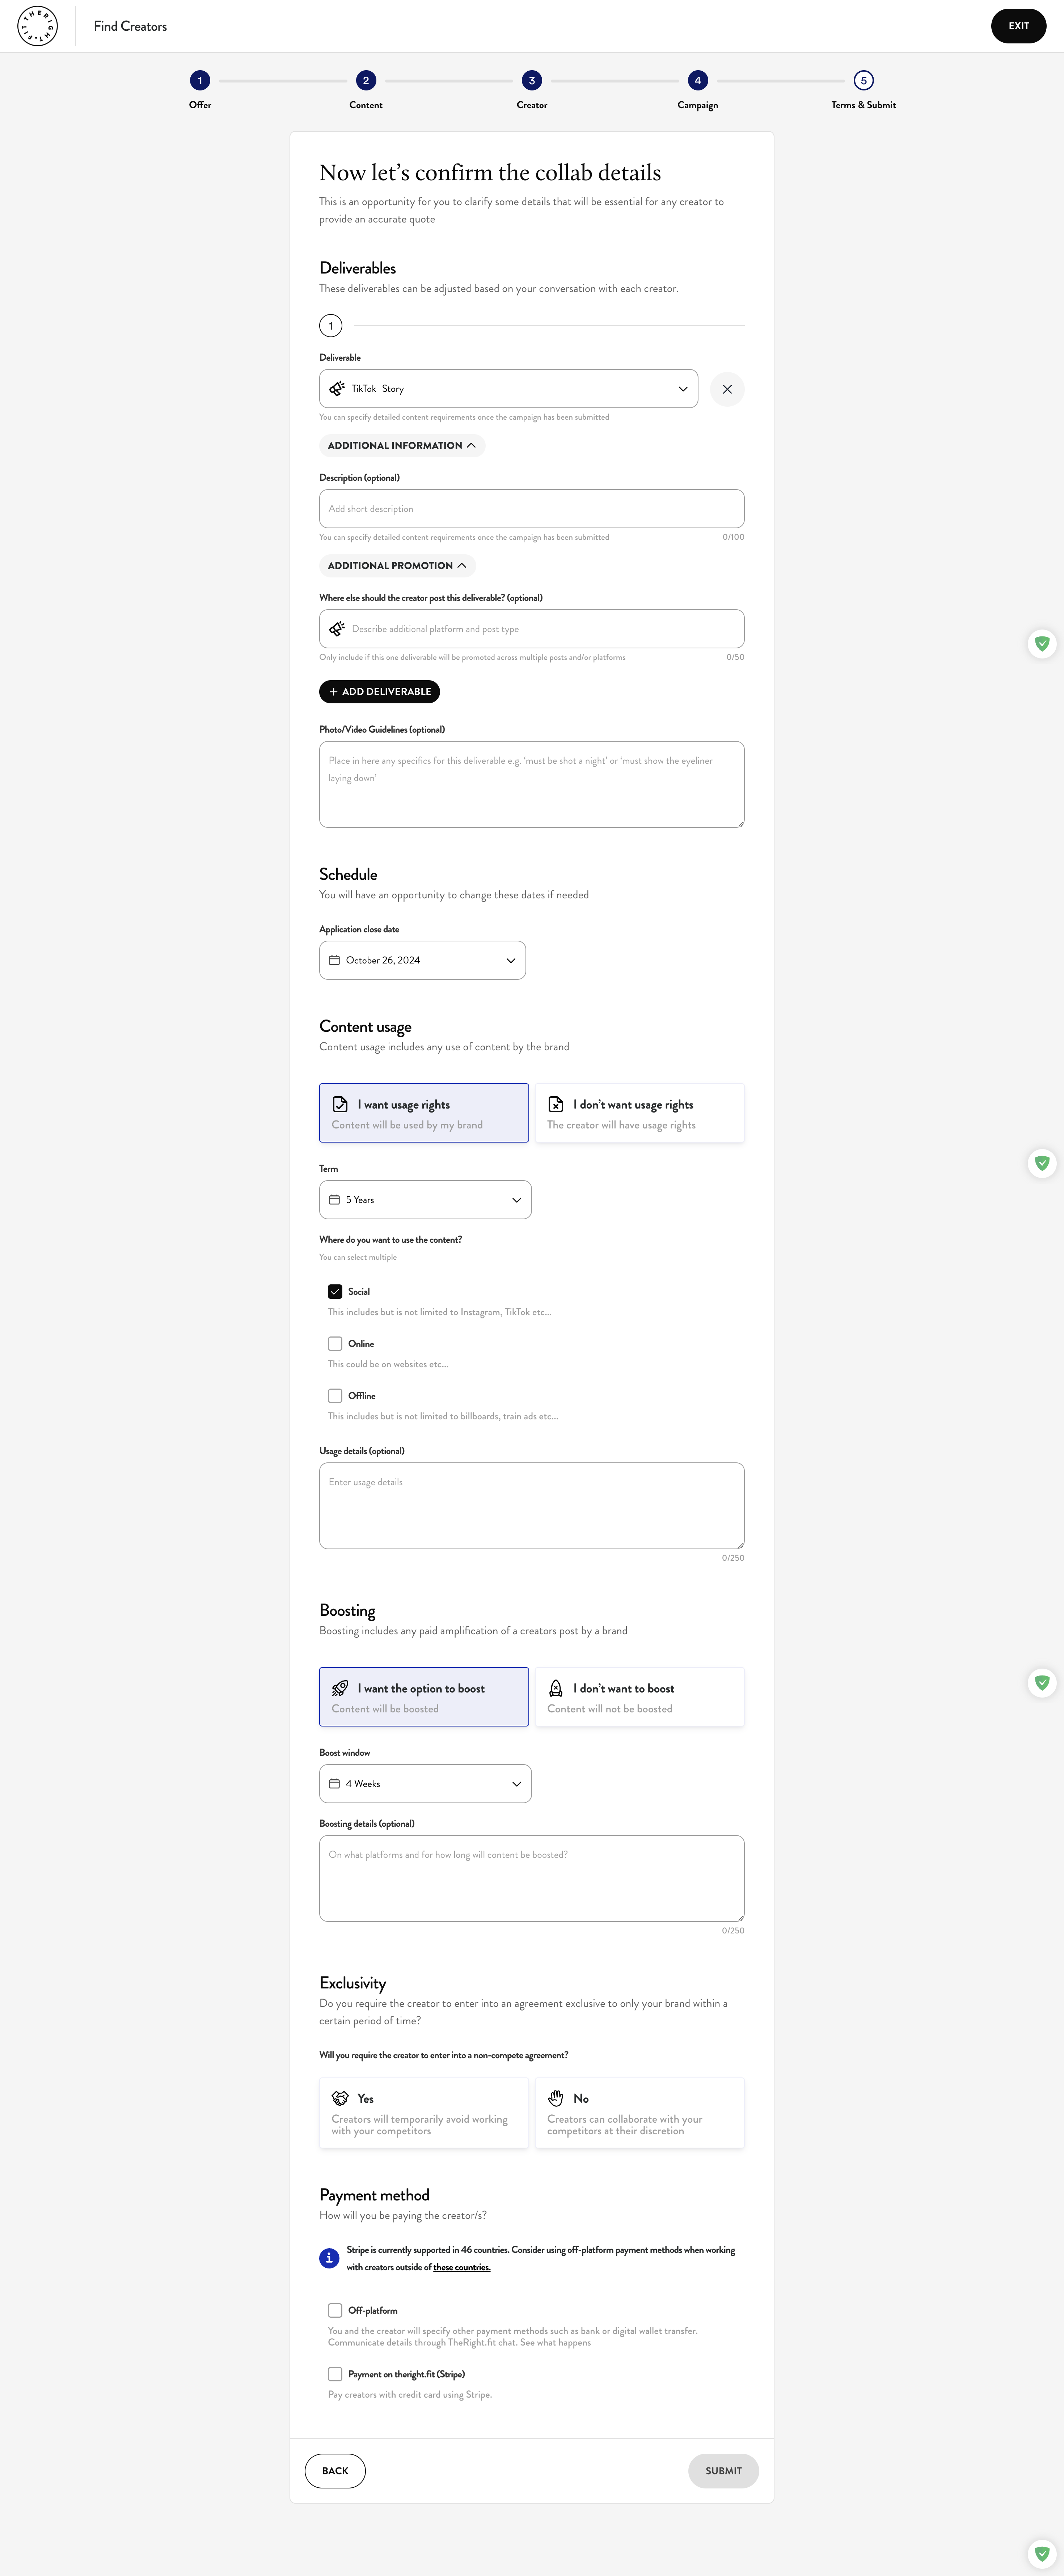 THERIGHTFIT
Find Creators
EXIT
1
2
3
4
5
Offer
Content
Creator
Campaign
Terms & Submit
Now let’s confirm the collab details
This is an opportunity for you to clarify some details that will be essential for any creator to
provide an accurate quote
Deliverables
These deliverables can be adjusted based on your conversation with each creator.
1
Deliverable
TikTok Story
You can specify detailed content requirements once the campaign has been submitted
ADDITIONAL INFORMATION
Description (optional)
Add short description
You can specify detailed content requirements once the campaign has been submitted
0/100
ADDITIONAL PROMOTION
Where else should the creator post this deliverable? (optional)
Describe additional platform and post type
Only include if this one deliverable will be promoted across multiple posts and/or platforms
0/50
+ ADD DELIVERABLE
Photo/Video Guidelines (optional)
Place in here any specifics for this deliverable e.g. ‘must be shot a night’ or ‘must show the eyeliner
laying down’
Schedule
You will have an opportunity to change these dates if needed
Application close date
October 26, 2024
Content usage
Content usage includes any use of content by the brand
I want usage rights
Content will be used by my brand
I don’t want usage rights
The creator will have usage rights
Term
5 Years
Where do you want to use the content?
You can select multiple
Social
This includes but is not limited to Instagram, TikTok etc...
Online
This could be on websites etc...
Offline
This includes but is not limited to billboards, train ads etc...
Usage details (optional)
Enter usage details
0/250
Boosting
Boosting includes any paid amplification of a creators post by a brand
I want the option to boost
Content will be boosted
I don’t want to boost
Content will not be boosted
Boost window
4 Weeks
Boosting details (optional)
On what platforms and for how long will content be boosted?
0/250
Exclusivity
Do you require the creator to enter into an agreement exclusive to only your brand within a
certain period of time?
Will you require the creator to enter into a non-compete agreement?
Yes
Creators will temporarily avoid working
with your competitors
No
Creators can collaborate with your
competitors at their discretion
Payment method
How will you be paying the creator/s?
Stripe is currently supported in 46 countries. Consider using off-platform payment methods when working
with creators outside of these countries.
Off-platform
You and the creator will specify other payment methods such as bank or digital wallet transfer.
Communicate details through TheRight.fit chat. See what happens
Payment on theright.fit (Stripe)
Pay creators with credit card using Stripe.
BACK
SUBMIT